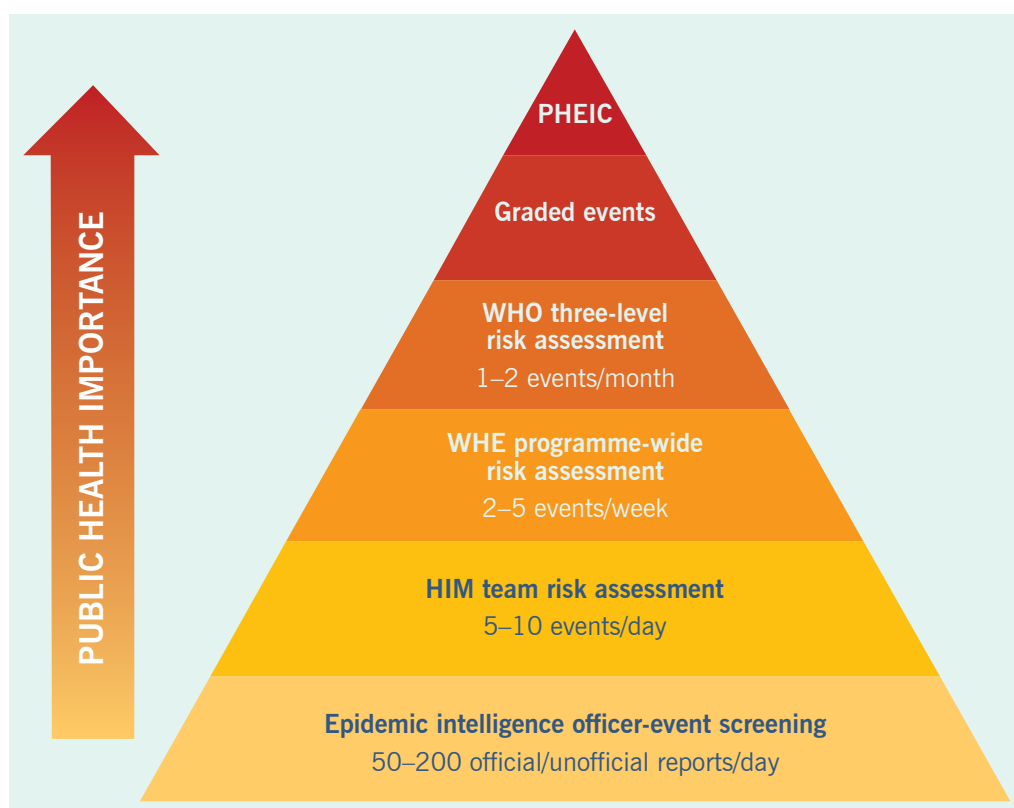 PUBLIC HEALTH IMPORTANCE
PHEIC
Graded events
WHO three-level
risk assessment
1–2 events/month
WHE programme-wide
risk assessment
2–5 events/week
HIM team risk assessment
5–10 events/day
Epidemic intelligence officer-event screening
50–200 official/unofficial reports/day